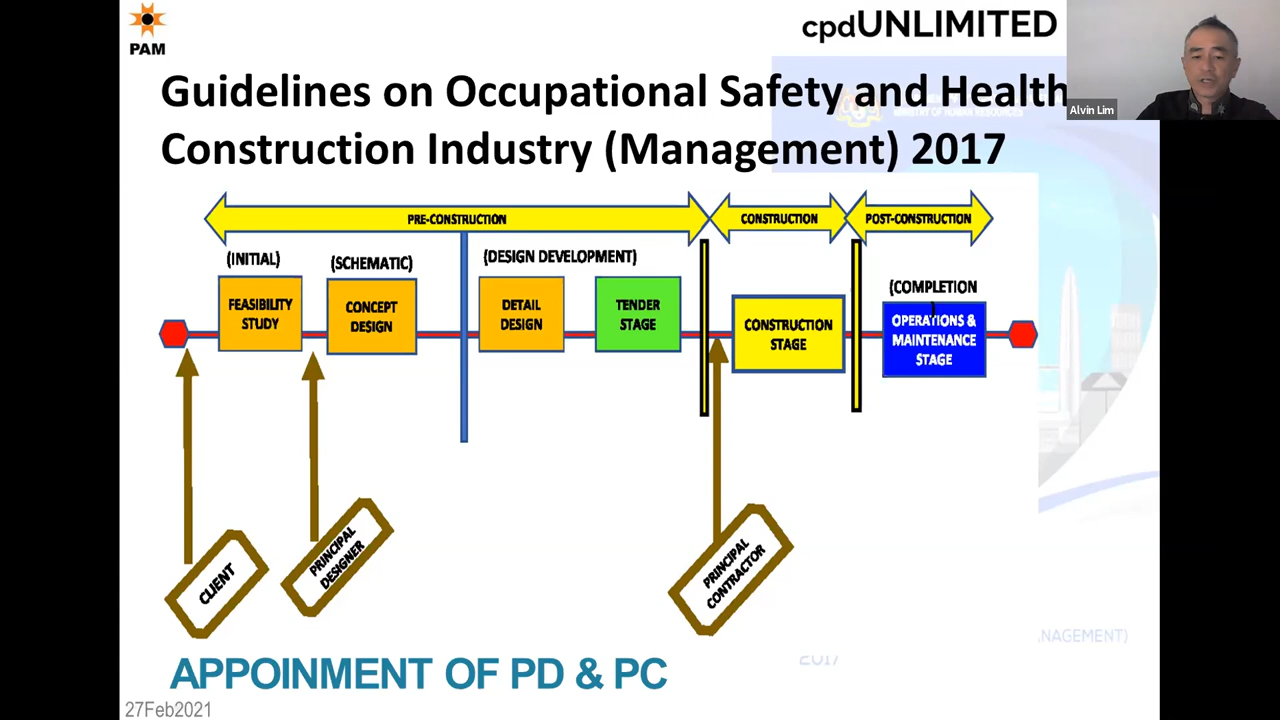 PAM
cpdUNLIMITED
Alvin Lim
Guidelines on Occupational Safety and Health
Construction Industry (Management) 2017
PRE-CONSTRUCTION
CONSTRUCTION
POST-CONSTRUCTION
(INITIAL)
(SCHEMATIC)
(DESIGN DEVELOPMENT)
(COMPLETION
FEASIBILITY
STUDY
CONCEPT
DESIGN
DETAIL
DESIGN
TENDER
STAGE
CONSTRUCTION
STAGE
OPERATIONS &
MAINTENANCE
STAGE
CLIENT
PRINCIPAL
DESIGNER
PRINCIPAL
CONTRACTOR
NAGEMENT)
2017
APPOINMENT OF PD & PC
27Feb2021